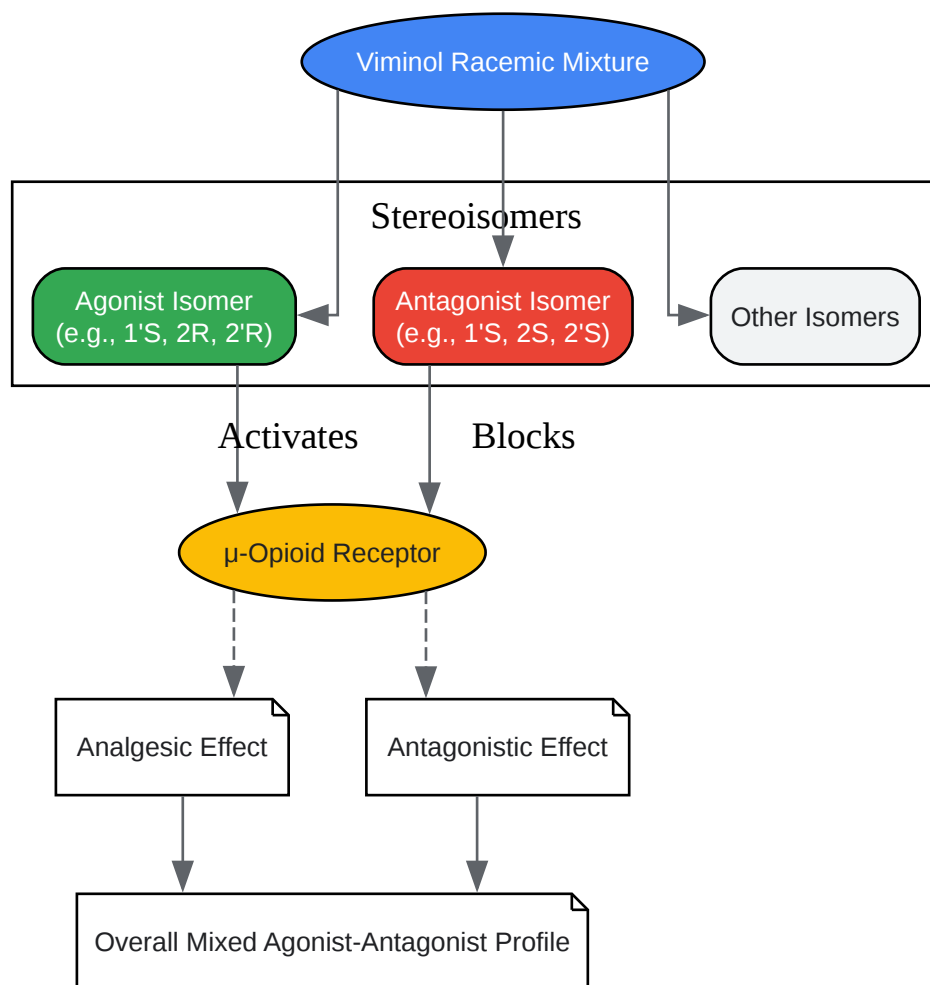 Viminol Racemic Mixture
Stereoisomers
Agonist Isomer
(e.g., 1'S, 2R, 2'R)
Antagonist Isomer
(e.g., 1'S, 2S, 2'S)
Other Isomers
Activates
Blocks
μ-Opioid Receptor
Analgesic Effect
Antagonistic Effect
Overall Mixed Agonist-Antagonist Profile